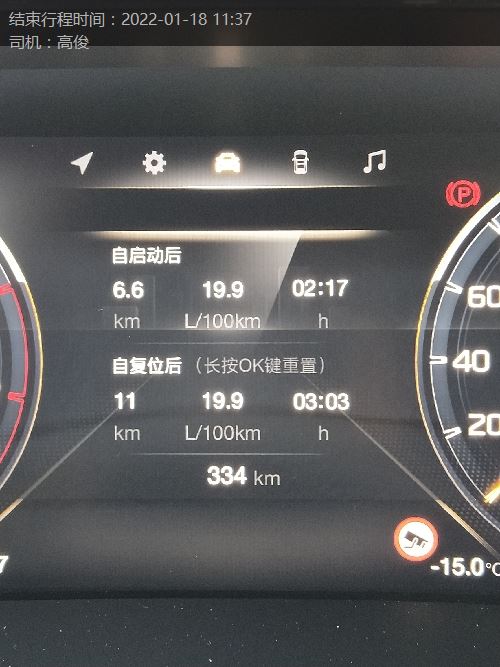 结束行程时间：2022-01-18 11:37
司机：高俊
P
自启动后
6.6 19.9 02:17
km L/100km h
60
自复位后（长按OK键重置）
40
11 19.9 03:03
20
km L/100km h
334 km
7 -15.0°C